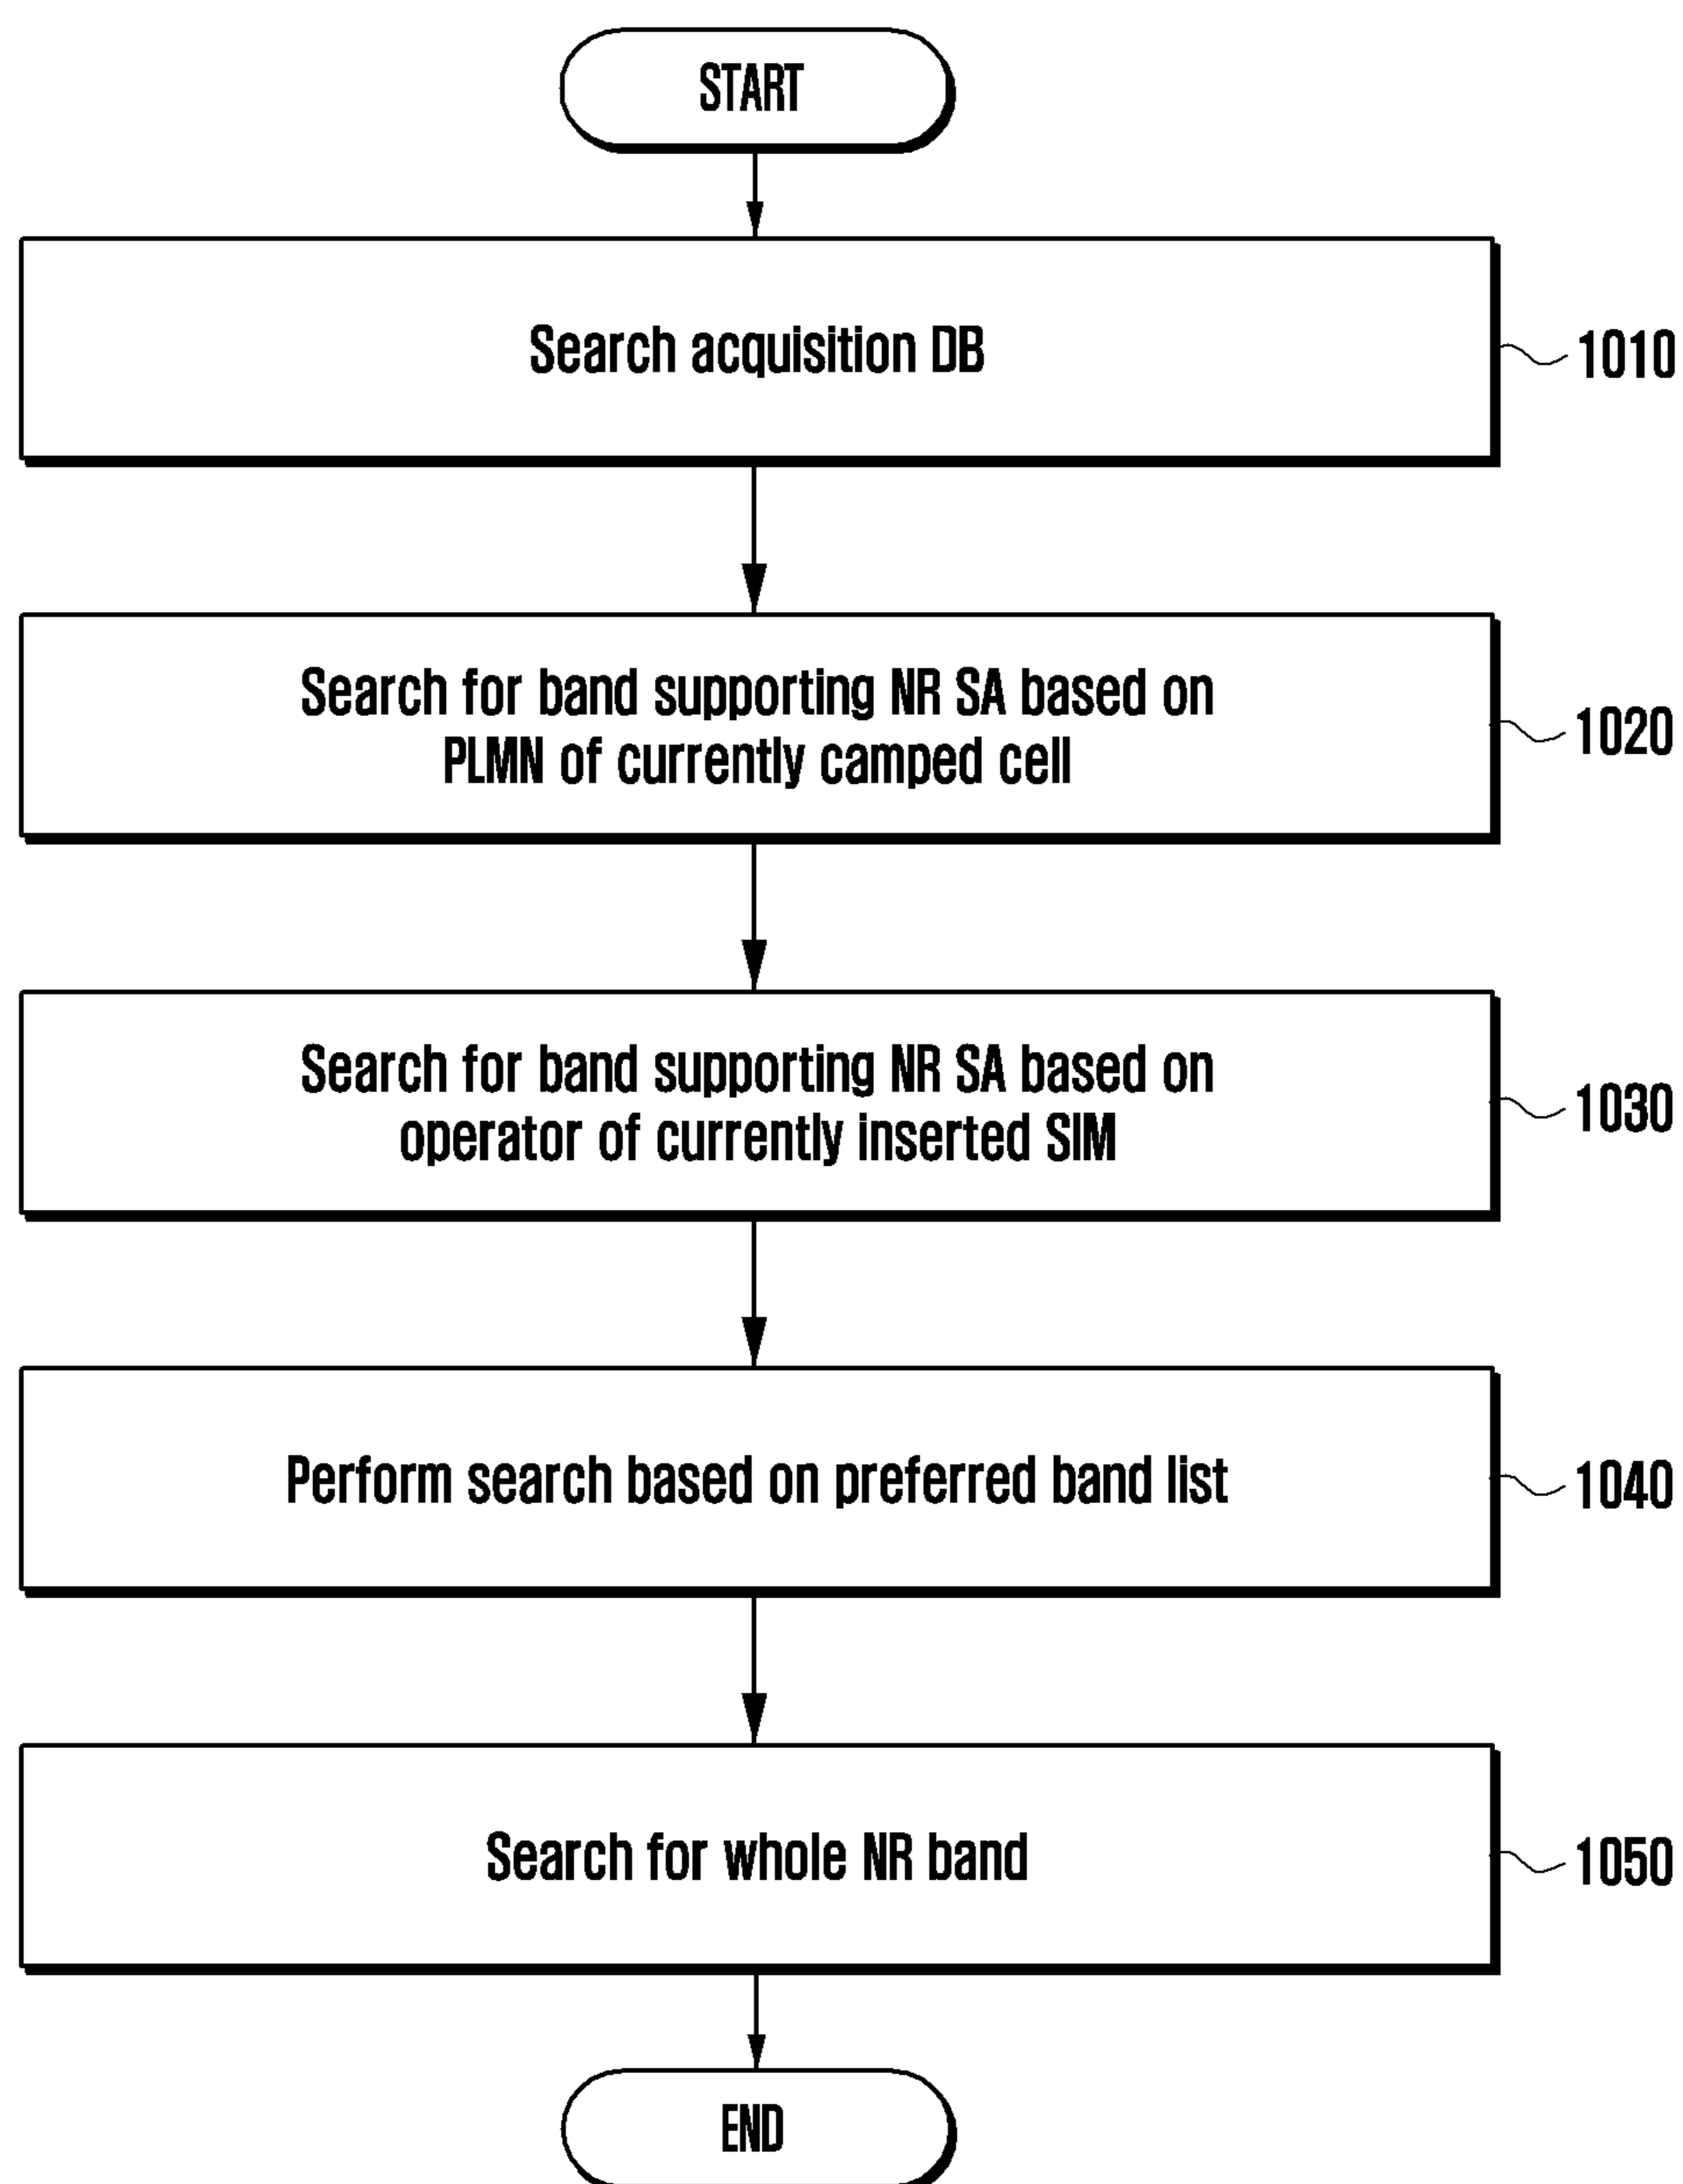 START
Search acquisition DB
1010
Search for band supporting NR SA based on
PLMN of currently camped cell
1020
Search for band supporting NR SA based on
operator of currently inserted SIM
1030
Perform search based on preferred band list
1040
Search for whole NR band
1050
END